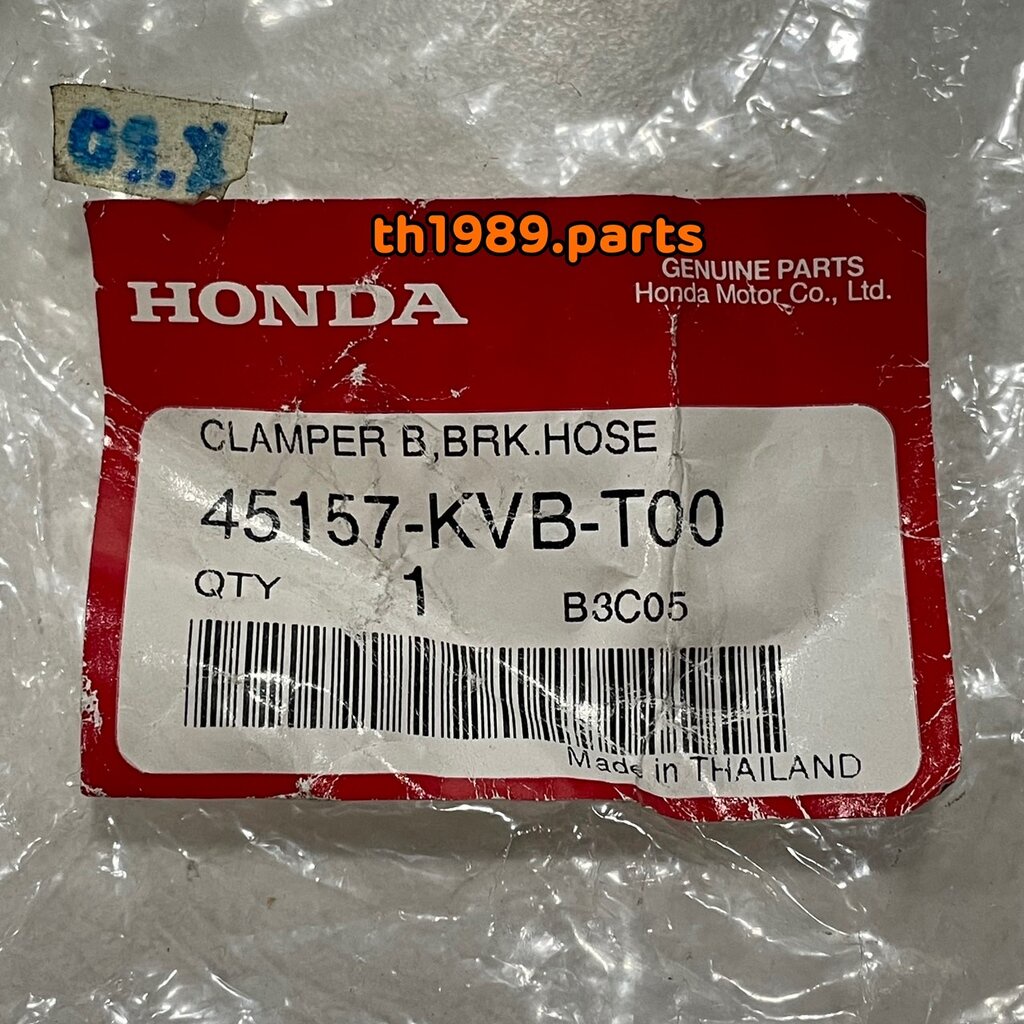 th1989.parts
HONDA
GENUINE PARTS
Honda Motor Co., Ltd.
CLAMPER B,BRK.HOSE
45157-KVB-T00
QTY 1 B3C05
Made in THAILAND